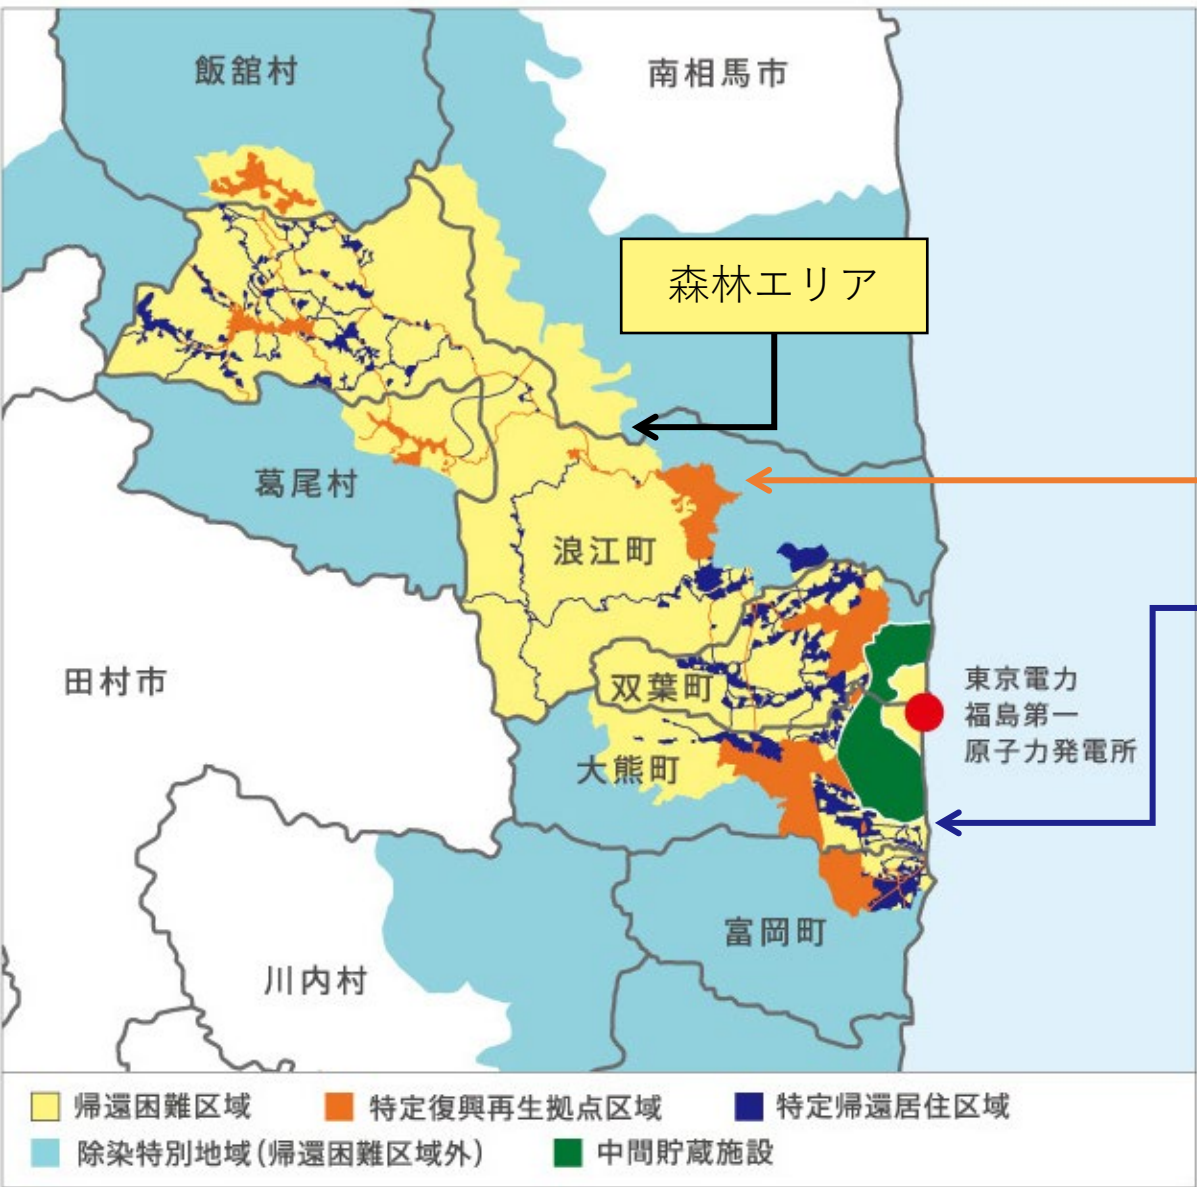 飯舘村
南相馬市
森林エリア
葛尾村
浪江町
田村市
双葉町
東京電力
福島第一
原子力発電所
大熊町
富岡町
川内村
帰還困難区域
特定復興再生拠点区域
特定帰還居住区域
除染特別地域(帰還困難区域外)
中間貯蔵施設